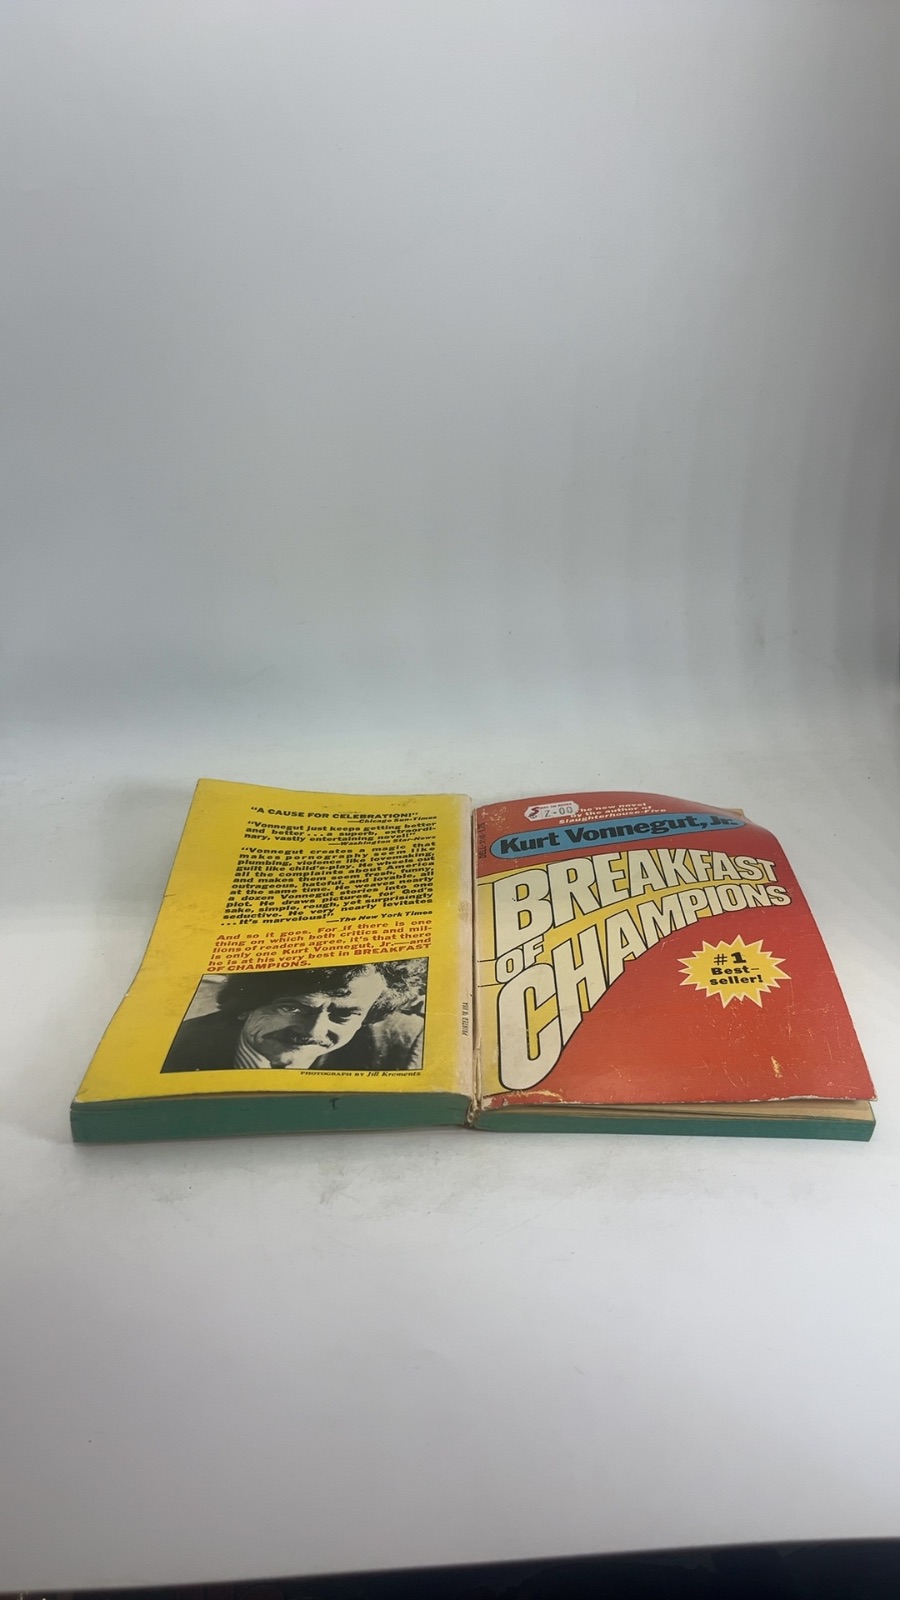 "A CAUSE FOR CELEBRATION!"
—Chicago Sun-Times
"Vonnegut just keeps getting better
and better . . . a superb, extraordi-
nary, vastly entertaining novel!"
—Washington Star-News
"Vonnegut creates a magic that
makes pornography seem like
plumbing, violence like lovemaking,
guilt like child's-play. He wheels out
all the complaints about America
and makes them seem fresh, funny,
outrageous, hateful, and lovable, all
at the same time. He weaves nearly
a dozen Vonnegut stories into one
plot. He draws pictures, for God's
sake, simple, rough, yet surprisingly
seductive. He very nearly levitates
. . . . It's marvelous!"
—The New York Times
And so it goes. For if there is one
thing on which both critics and mil-
lions of readers agree, it's that there
is only one Kurt Vonnegut, Jr.—and
he is at his very best in BREAKFAST
OF CHAMPIONS.
PHOTOGRAPH BY Jill Krementz
PRINTED IN USA
2-00
he new novel
by the author of
Slaughterhouse-Five
Kurt Vonnegut, Jr.
BREAKFAST
OF
CHAMPIONS
#1
Best-
seller!